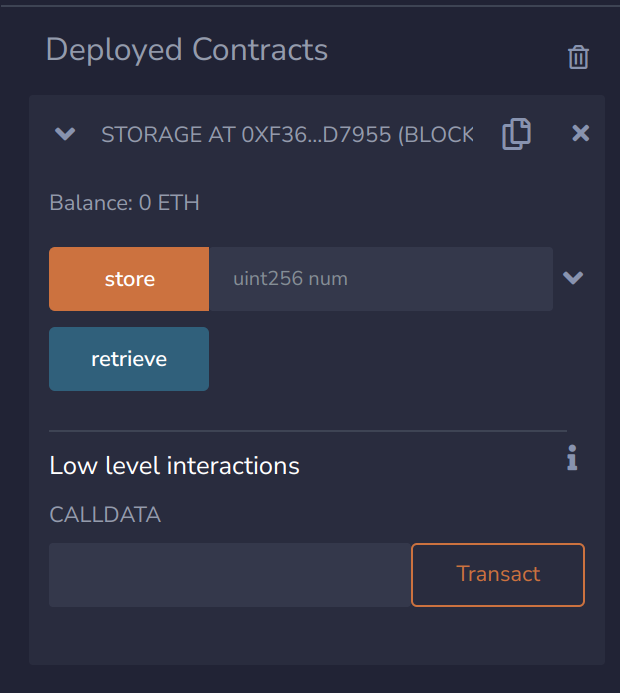 Deployed Contracts
STORAGE AT 0XF36...D7955 (BLOCK
Balance: 0 ETH
store uint256 num
retrieve
Low level interactions
CALLDATA
Transact